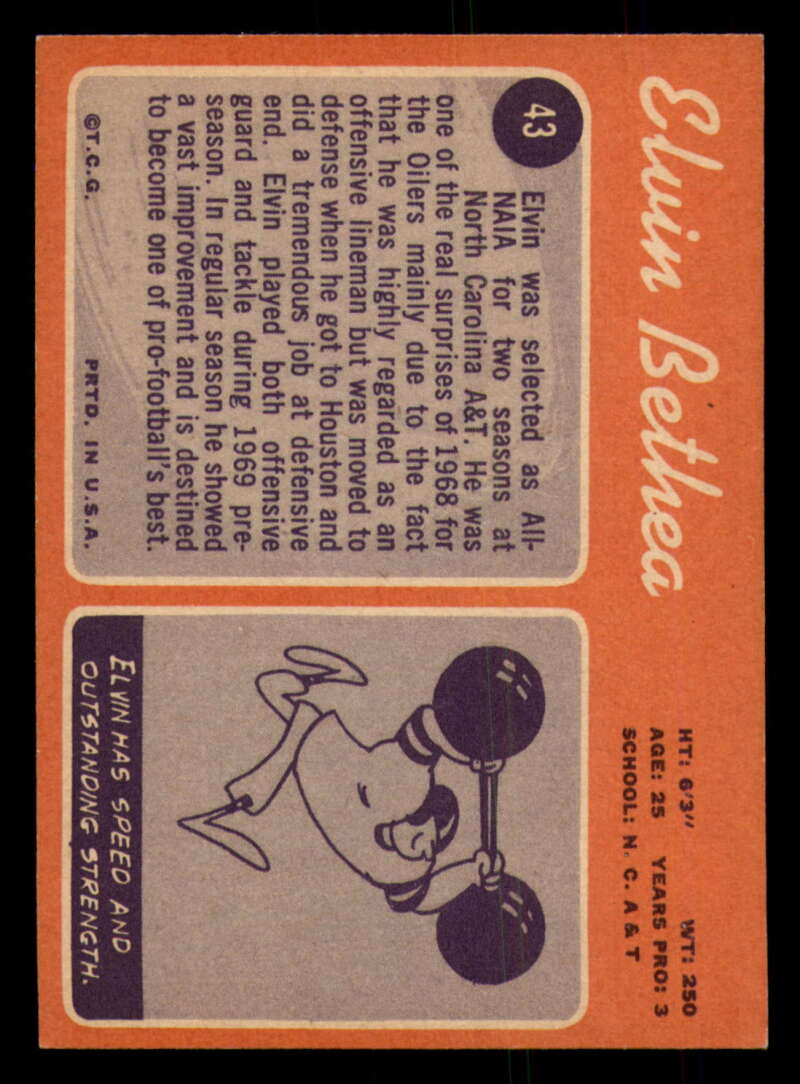 Elvin Bethea
HT: 6'3" WT: 250
AGE: 25 YEARS PRO: 3
SCHOOL: N. C. A & T
43
Elvin was selected as All-
NAIA for two seasons at
North Carolina A&T. He was
one of the real surprises of 1968 for
the Oilers mainly due to the fact
that he was highly regarded as an
offensive lineman but was moved to
defense when he got to Houston and
did a tremendous job at defensive
end. Elvin played both offensive
guard and tackle during 1969 pre-
season. In regular season he showed
a vast improvement and is destined
to become one of pro-football's best.
©T.C.G. PRTD. IN U.S.A.
ELVIN HAS SPEED AND
OUTSTANDING STRENGTH.